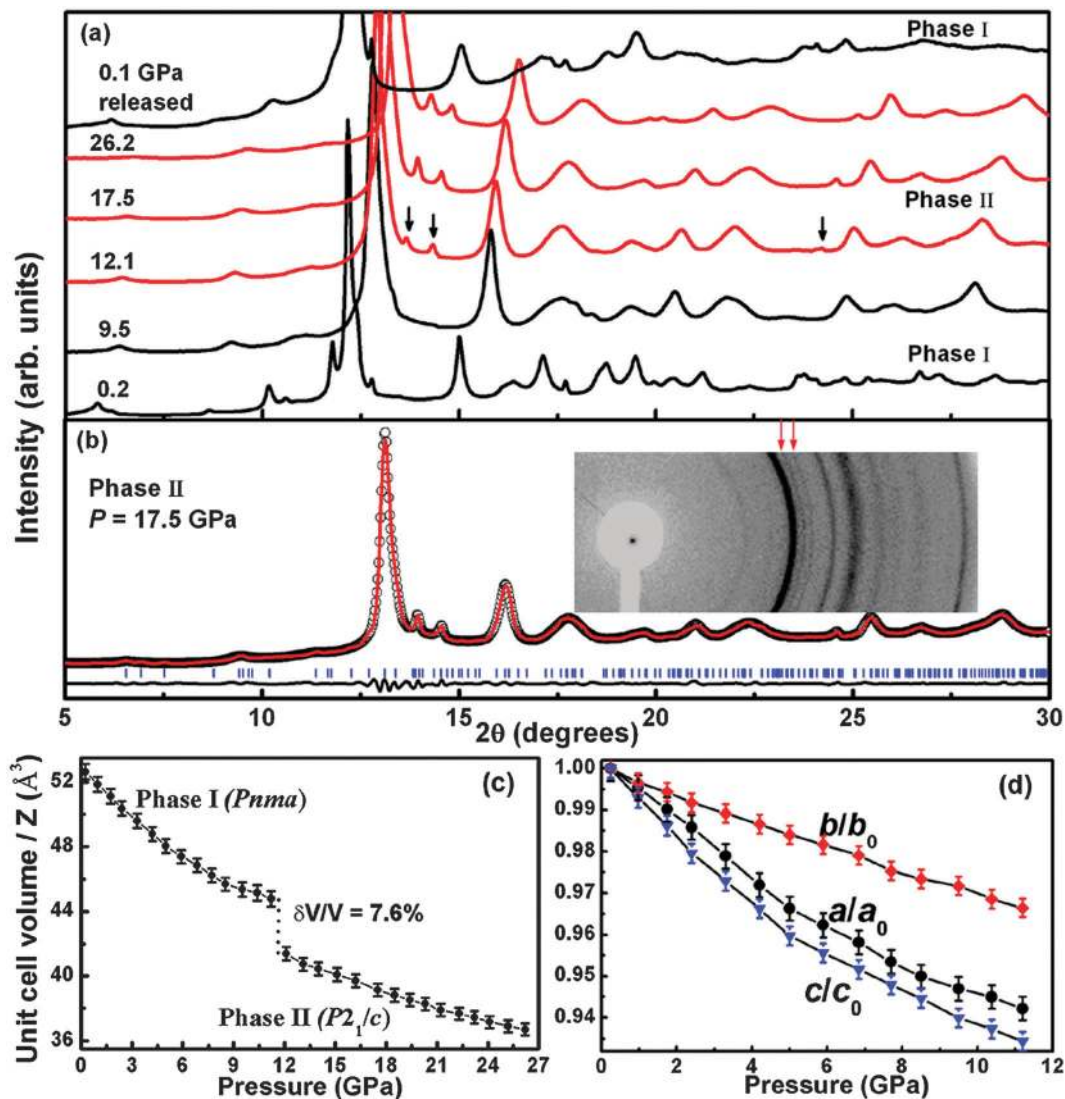 (a)
Phase I
0.1 GPa
released
26.2
17.5
Phase II
12.1
9.5
Phase I
0.2
Intensity (arb. units)
(b)
Phase II
P = 17.5 GPa
5 10 15 20 25 30
2θ (degrees)
(c)
Unit cell volume / Z (Å³)
52
48
44
40
36
Phase I (Pnma)
δV/V = 7.6%
Phase II (P2₁/c)
0 3 6 9 12 15 18 21 24 27
Pressure (GPa)
(d)
1.00
0.99
0.98
0.97
0.96
0.95
0.94
b/b₀
a/a₀
c/c₀
0 2 4 6 8 10 12
Pressure (GPa)